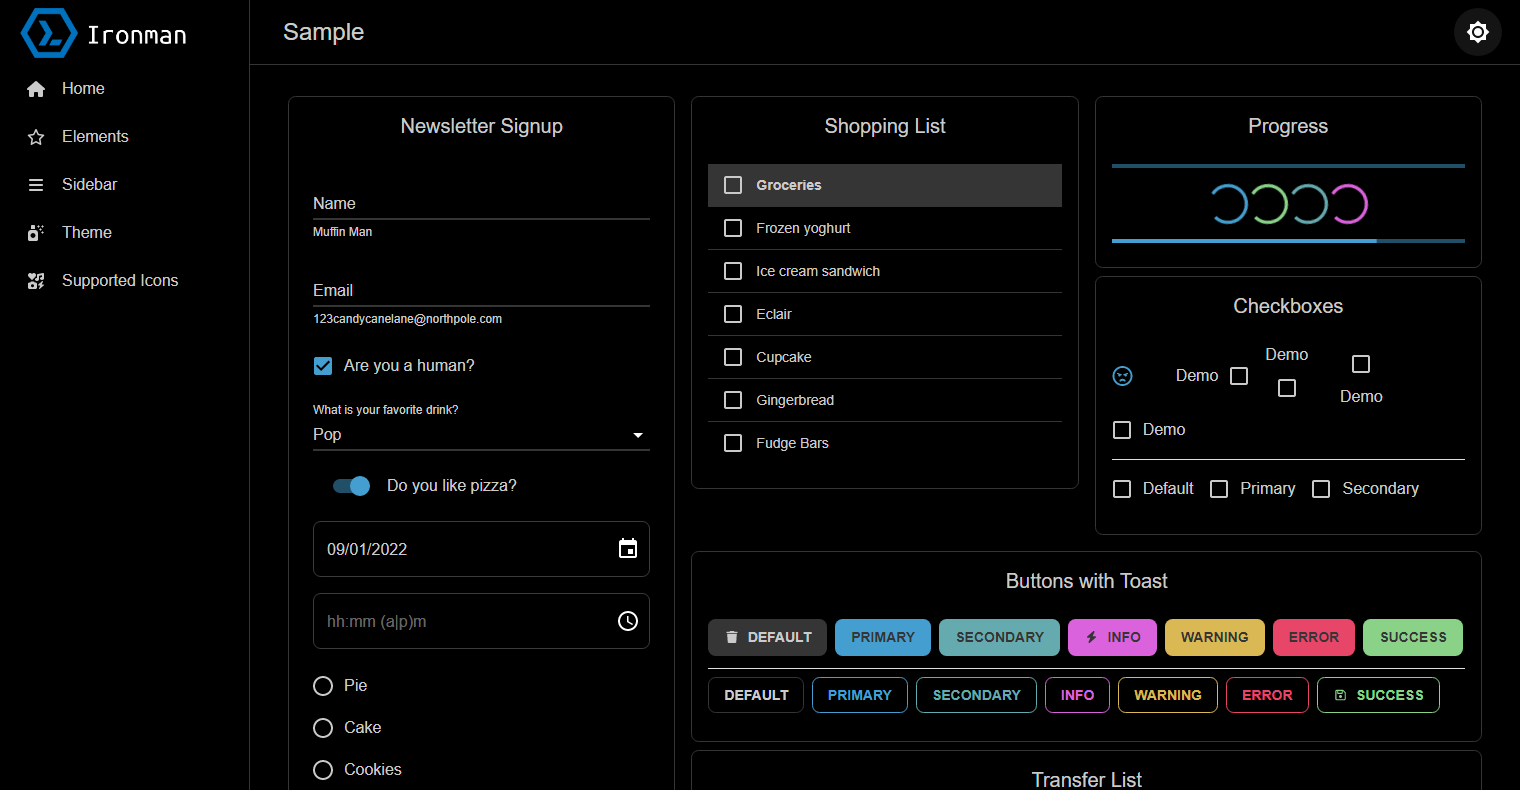 Ironman
Home
Elements
Sidebar
Theme
Supported Icons
Sample
Newsletter Signup
Name
Muffin Man
Email
123candycanelane@northpole.com
Are you a human?
What is your favorite drink?
Pop
Do you like pizza?
09/01/2022
hh:mm (a|p)m
Pie
Cake
Cookies
Shopping List
Groceries
Frozen yoghurt
Ice cream sandwich
Eclair
Cupcake
Gingerbread
Fudge Bars
Progress
Checkboxes
Demo
Demo
Demo
Demo
Default Primary Secondary
Buttons with Toast
DEFAULT PRIMARY SECONDARY INFO WARNING ERROR SUCCESS
DEFAULT PRIMARY SECONDARY INFO WARNING ERROR SUCCESS
Transfer List